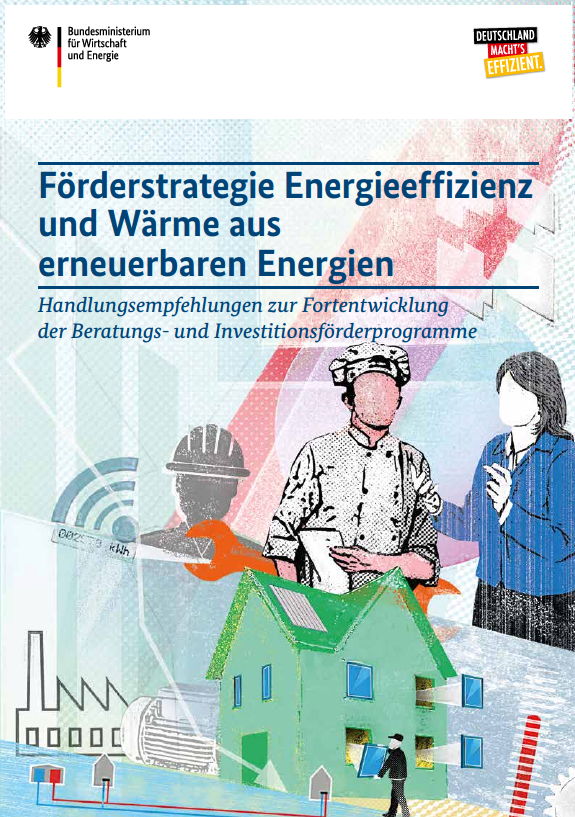 Bundesministerium
für Wirtschaft
und Energie
DEUTSCHLAND
MACHT'S
EFFIZIENT.
Förderstrategie Energieeffizienz
und Wärme aus
erneuerbaren Energien
Handlungsempfehlungen zur Fortentwicklung
der Beratungs- und Investitionsförderprogramme
kWh